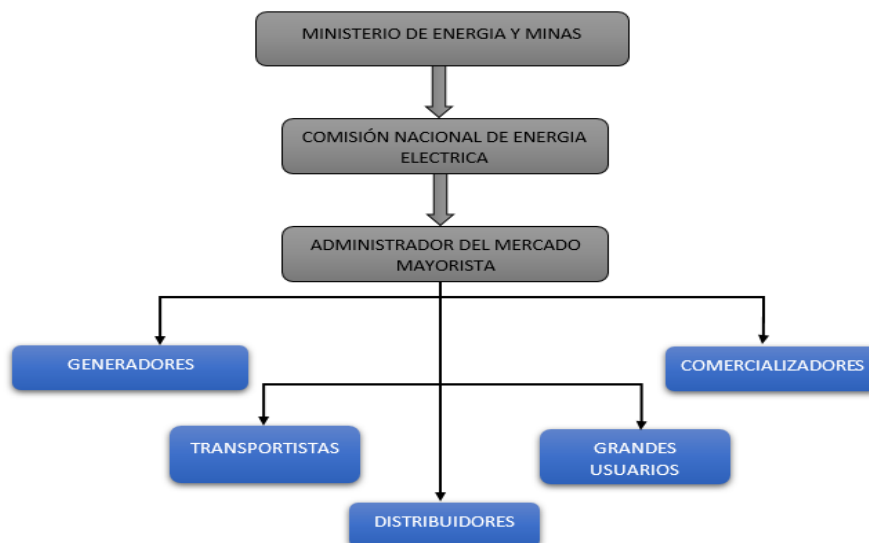 MINISTERIO DE ENERGIA Y MINAS
COMISIÓN NACIONAL DE ENERGIA
ELECTRICA
ADMINISTRADOR DEL MERCADO
MAYORISTA
GENERADORES
COMERCIALIZADORES
TRANSPORTISTAS
GRANDES
USUARIOS
DISTRIBUIDORES